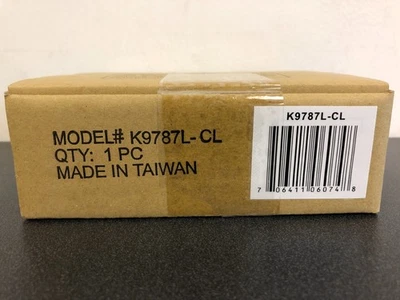 MODEL# K9787L-CL
QTY: 1 PC
MADE IN TAIWAN
K9787L-CL
7 06411 06074 8